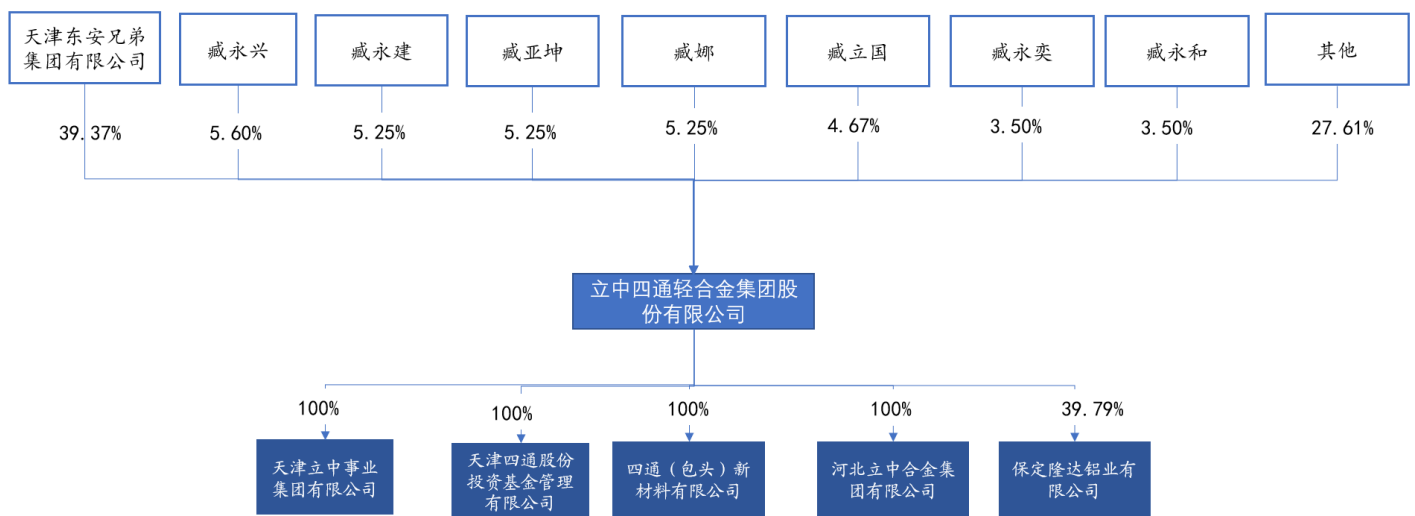 天津东安兄弟
集团有限公司
臧永兴
臧永建
臧亚坤
臧娜
臧立国
臧永奕
臧永和
其他
39.37%
5.60%
5.25%
5.25%
5.25%
4.67%
3.50%
3.50%
27.61%
立中四通轻合金集团股
份有限公司
100%
100%
100%
100%
39.79%
天津立中事业
集团有限公司
天津四通股份
投资基金管理
有限公司
四通（包头）新
材料有限公司
河北立中合金集
团有限公司
保定隆达铝业有
限公司